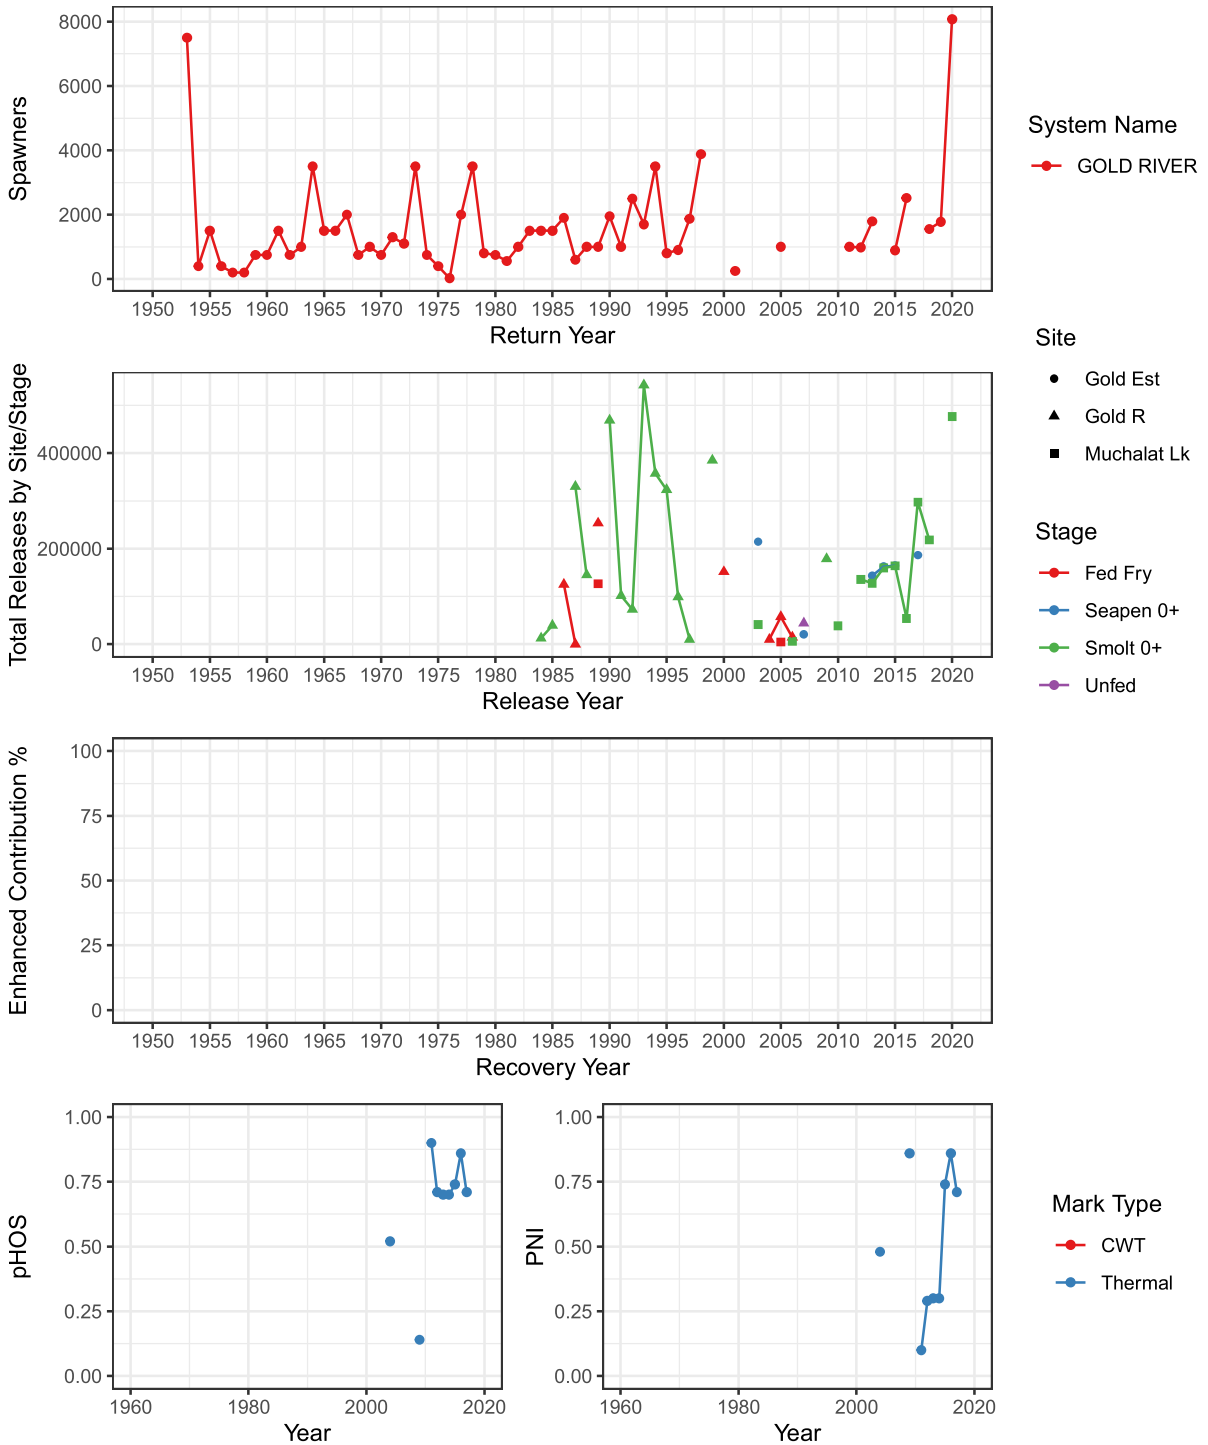 Spawners
8000
6000
4000
2000
0
1950 1955 1960 1965 1970 1975 1980 1985 1990 1995 2000 2005 2010 2015 2020
Return Year
System Name
GOLD RIVER
Total Releases by Site/Stage
400000
200000
0
1950 1955 1960 1965 1970 1975 1980 1985 1990 1995 2000 2005 2010 2015 2020
Release Year
Site
Gold Est
Gold R
Muchalat Lk
Stage
Fed Fry
Seapen 0+
Smolt 0+
Unfed
Enhanced Contribution %
100
75
50
25
0
1950 1955 1960 1965 1970 1975 1980 1985 1990 1995 2000 2005 2010 2015 2020
Recovery Year
pHOS
1.00
0.75
0.50
0.25
0.00
1960 1980 2000 2020
Year
PNI
1.00
0.75
0.50
0.25
0.00
1960 1980 2000 2020
Year
Mark Type
CWT
Thermal